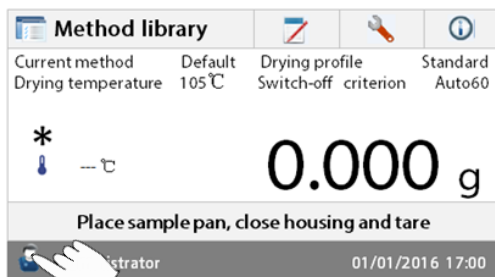 Method library
Current method Default Drying profile Standard
Drying temperature 105℃ Switch-off criterion Auto60
*
--- ℃ 0.000 g
Place sample pan, close housing and tare
01/01/2016 17:00